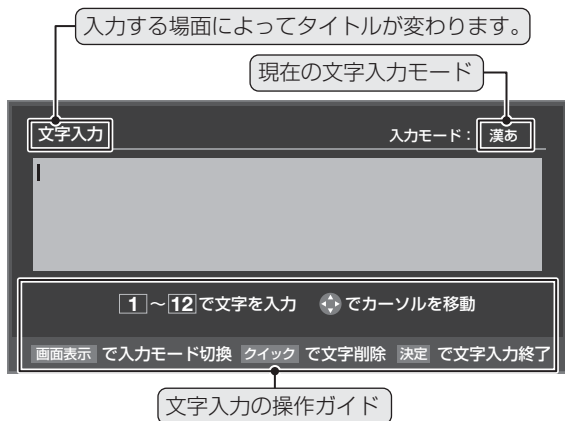 入力する場面によってタイトルが変わります。
現在の文字入力モード
文字入力 入力モード： 漢あ
1～12で文字を入力 でカーソルを移動
画面表示 で入力モード切換 クイック で文字削除 決定 で文字入力終了
文字入力の操作ガイド